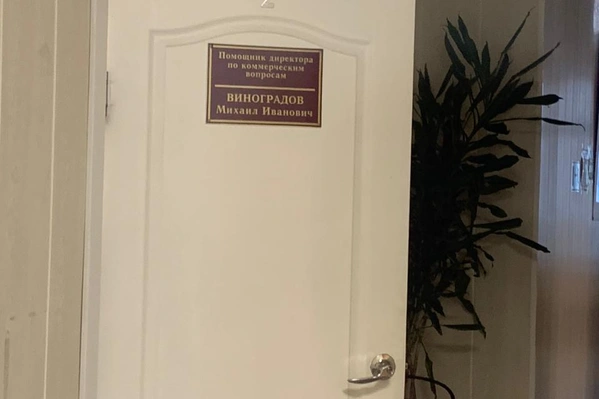 Помощник директора
по коммерческим
вопросам
ВИНОГРАДОВ
Михаил Иванович